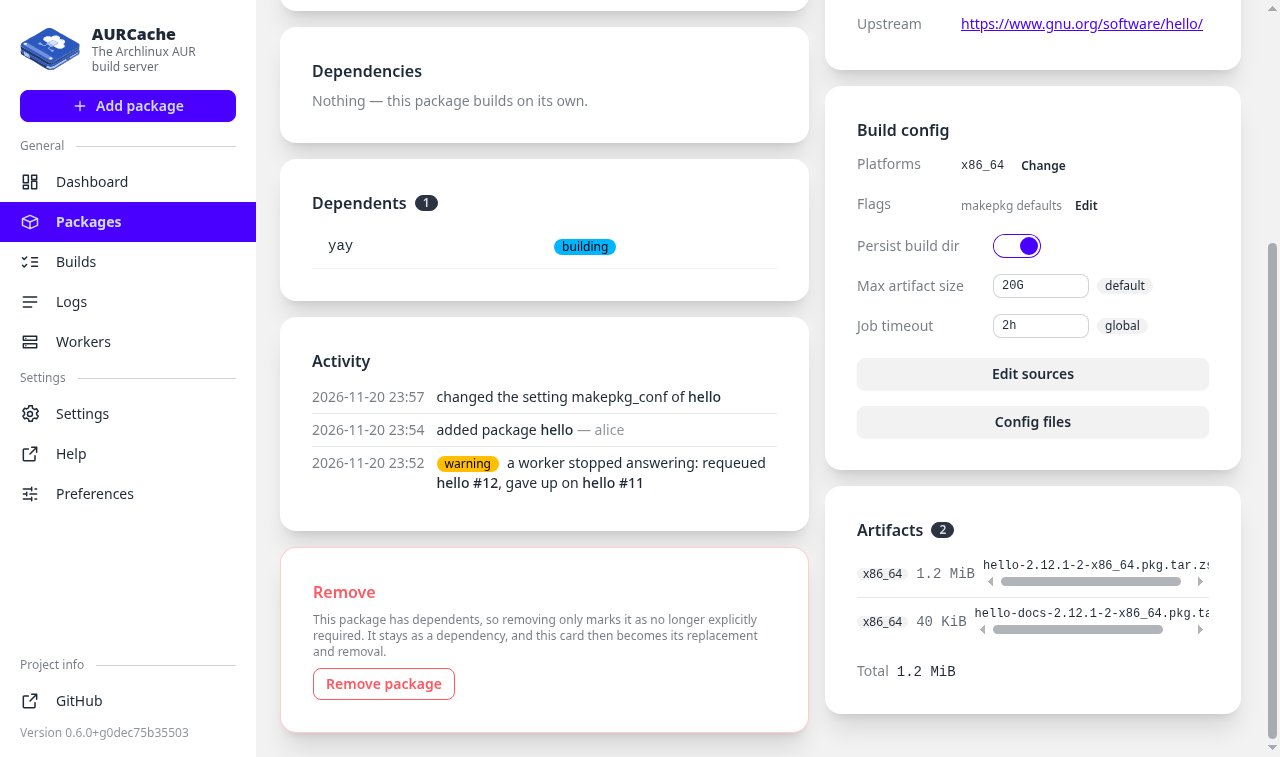 AURCache
The Archlinux AUR
build server
Add package
General
Dashboard
Packages
Builds
Logs
Workers
Settings
Settings
Help
Preferences
Project info
GitHub
Version 0.6.0+g0dec75b35503
Dependencies
Nothing — this package builds on its own.
Dependents 1
yay building
Activity
2026-11-20 23:57 changed the setting makepkg_conf of hello
2026-11-20 23:54 added package hello — alice
2026-11-20 23:52 warning a worker stopped answering: requeued
hello #12, gave up on hello #11
Remove
This package has dependents, so removing only marks it as no longer explicitly
required. It stays as a dependency, and this card then becomes its replacement
and removal.
Remove package
Upstream https://www.gnu.org/software/hello/
Build config
Platforms x86_64 Change
Flags makepkg defaults Edit
Persist build dir
Max artifact size 20G default
Job timeout 2h global
Edit sources
Config files
Artifacts 2
x86_64 1.2 MiB hello-2.12.1-2-x86_64.pkg.tar.zs
x86_64 40 KiB hello-docs-2.12.1-2-x86_64.pkg.ta
Total 1.2 MiB